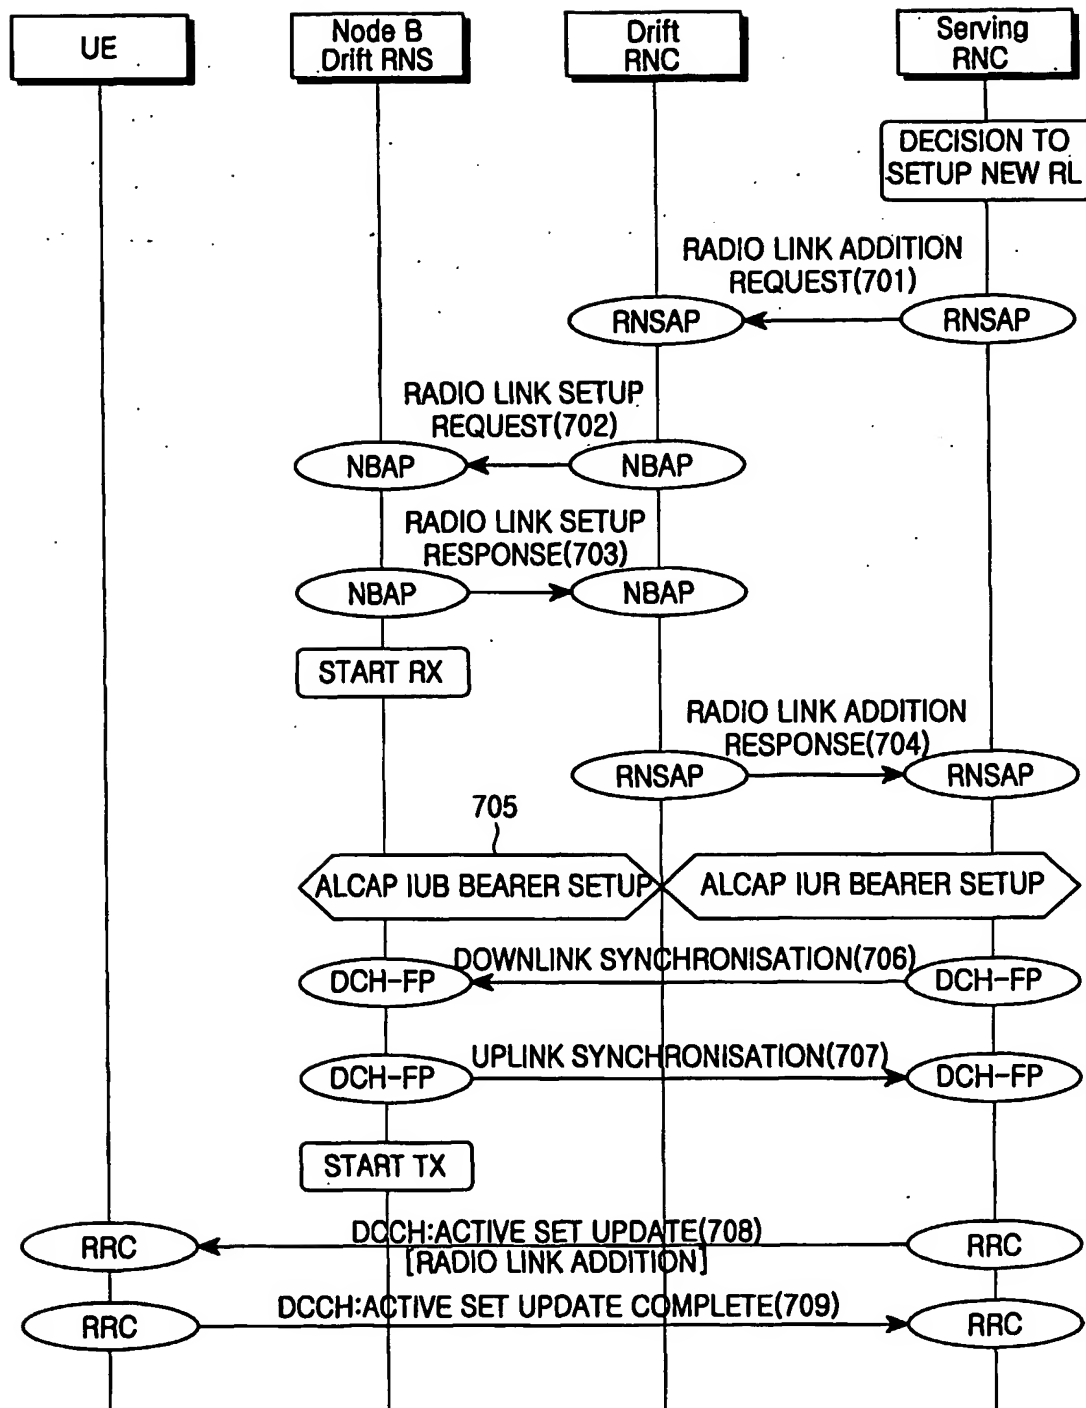 UE
Node B
Drift RNS
Drift
RNC
Serving
RNC
DECISION TO
SETUP NEW RL
RADIO LINK ADDITION
REQUEST(701)
RNSAP
RNSAP
RADIO LINK SETUP
REQUEST(702)
NBAP
NBAP
RADIO LINK SETUP
RESPONSE(703)
NBAP
NBAP
START RX
RADIO LINK ADDITION
RESPONSE(704)
RNSAP
RNSAP
705
ALCAP IUB BEARER SETUP
ALCAP IUR BEARER SETUP
DOWNLINK SYNCHRONISATION(706)
DCH-FP
DCH-FP
UPLINK SYNCHRONISATION(707)
DCH-FP
DCH-FP
START TX
DCCH:ACTIVE SET UPDATE(708)
[RADIO LINK ADDITION]
RRC
RRC
DCCH:ACTIVE SET UPDATE COMPLETE(709)
RRC
RRC